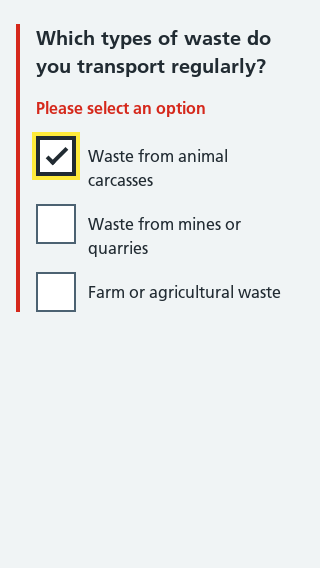 Which types of waste do
you transport regularly?
Please select an option
Waste from animal
carcasses
Waste from mines or
quarries
Farm or agricultural waste